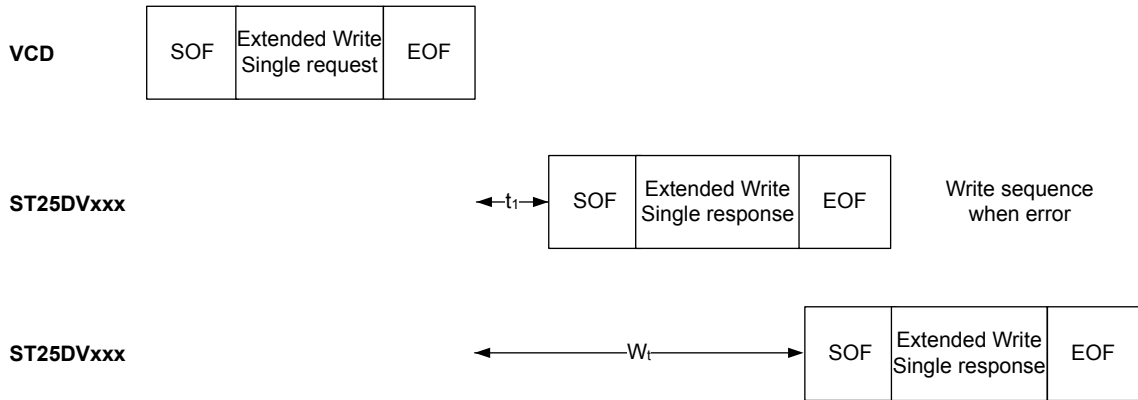 VCD
SOF
Extended Write
Single request
EOF
ST25DVxxx
t1
SOF
Extended Write
Single response
EOF
Write sequence
when error
ST25DVxxx
Wt
SOF
Extended Write
Single response
EOF